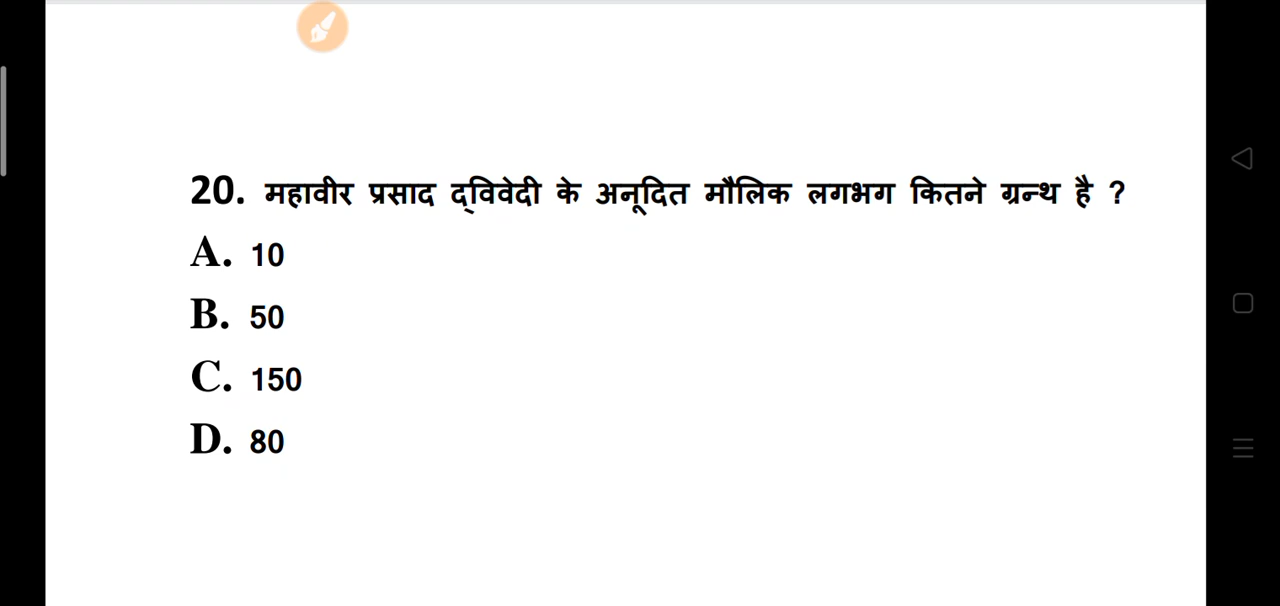 20. महावीर प्रसाद द्विवेदी के अनूदित मौलिक लगभग कितने ग्रन्थ है ?
A. 10
B. 50
C. 150
D. 80